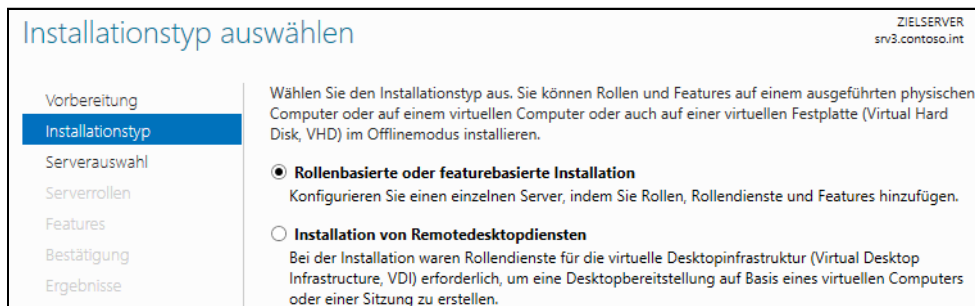 Installationstyp auswählen
ZIELSERVER
srv3.contoso.int
Vorbereitung
Installationstyp
Serverauswahl
Serverrollen
Features
Bestätigung
Ergebnisse
Wählen Sie den Installationstyp aus. Sie können Rollen und Features auf einem ausgeführten physischen
Computer oder auf einem virtuellen Computer oder auch auf einer virtuellen Festplatte (Virtual Hard
Disk, VHD) im Offlinemodus installieren.
Rollenbasierte oder featurebasierte Installation
Konfigurieren Sie einen einzelnen Server, indem Sie Rollen, Rollendienste und Features hinzufügen.
Installation von Remotedesktopdiensten
Bei der Installation waren Rollendienste für die virtuelle Desktopinfrastruktur (Virtual Desktop
Infrastructure, VDI) erforderlich, um eine Desktopbereitstellung auf Basis eines virtuellen Computers
oder einer Sitzung zu erstellen.